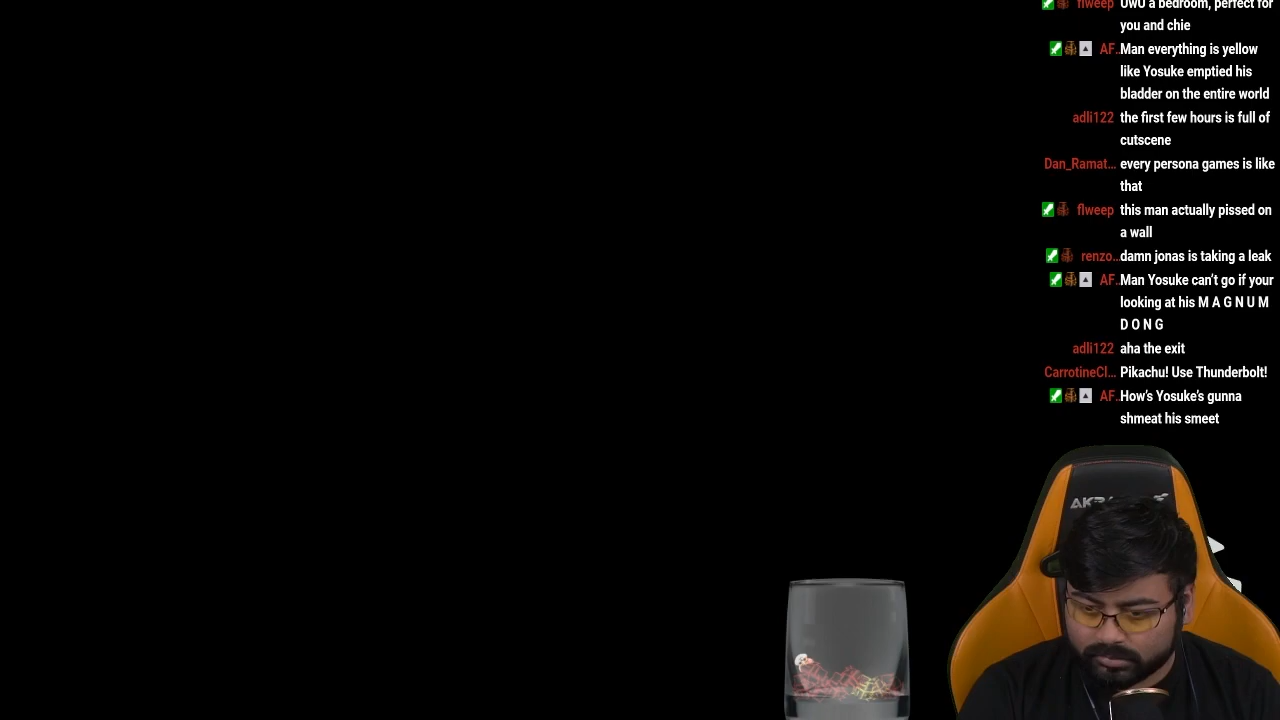 flweep UwU a bedroom, perfect for
you and chie
AF.. Man everything is yellow
like Yosuke emptied his
bladder on the entire world
adli122 the first few hours is full of
cutscene
Dan_Ramat... every persona games is like
that
flweep this man actually pissed on
a wall
renzo... damn jonas is taking a leak
AF.. Man Yosuke can't go if your
looking at his M A G N U M
D O N G
adli122 aha the exit
CarrotineCl... Pikachu! Use Thunderbolt!
AF.. How's Yosuke's gunna
shmeat his smeet